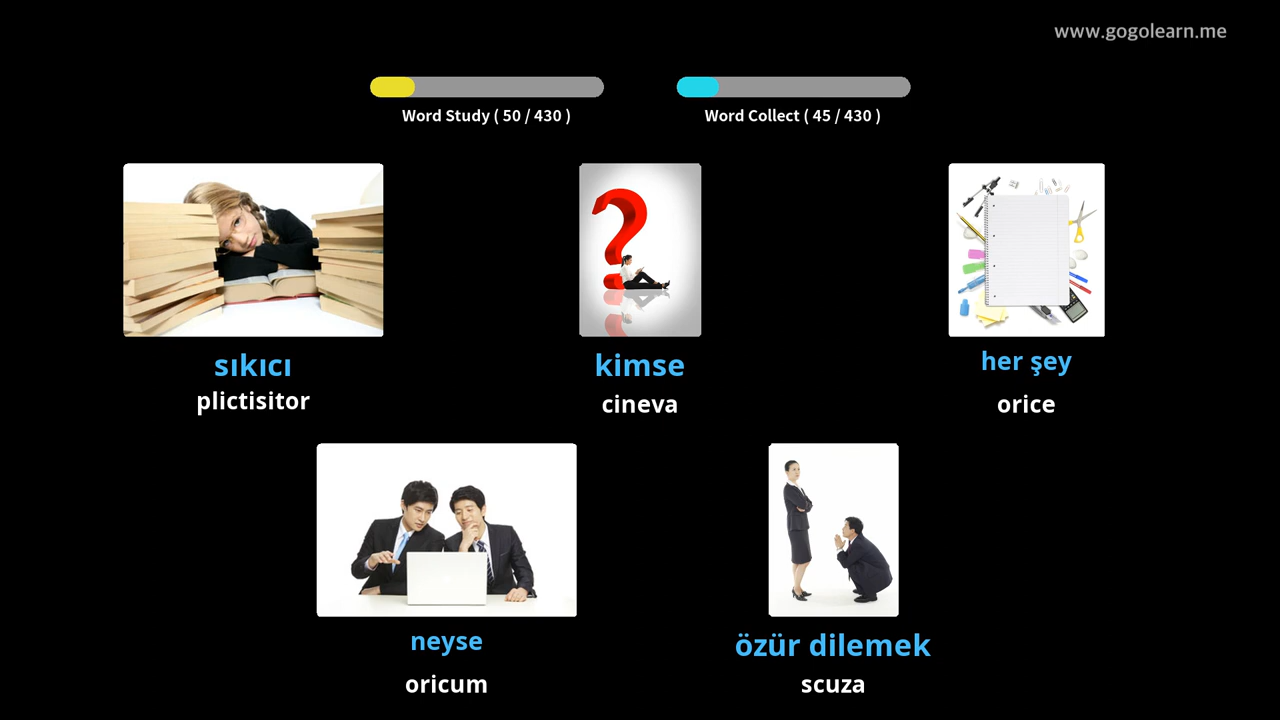 www.gogolearn.me
Word Study ( 50 / 430 )
Word Collect ( 45 / 430 )
sıkıcı
plictisitor
kimse
cineva
her şey
orice
neyse
oricum
özür dilemek
scuza